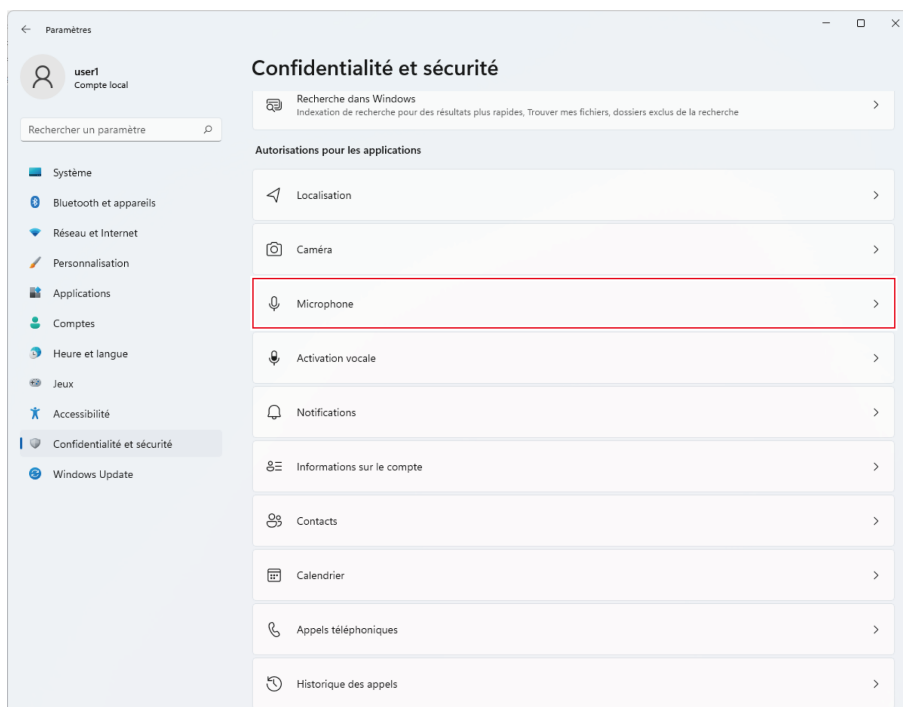 Paramètres
user1
Compte local
Rechercher un paramètre
Système
Bluetooth et appareils
Réseau et Internet
Personnalisation
Applications
Comptes
Heure et langue
Jeux
Accessibilité
Confidentialité et sécurité
Windows Update
Confidentialité et sécurité
Recherche dans Windows
Indexation de recherche pour des résultats plus rapides, Trouver mes fichiers, dossiers exclus de la recherche
Autorisations pour les applications
Localisation
Caméra
Microphone
Activation vocale
Notifications
Informations sur le compte
Contacts
Calendrier
Appels téléphoniques
Historique des appels